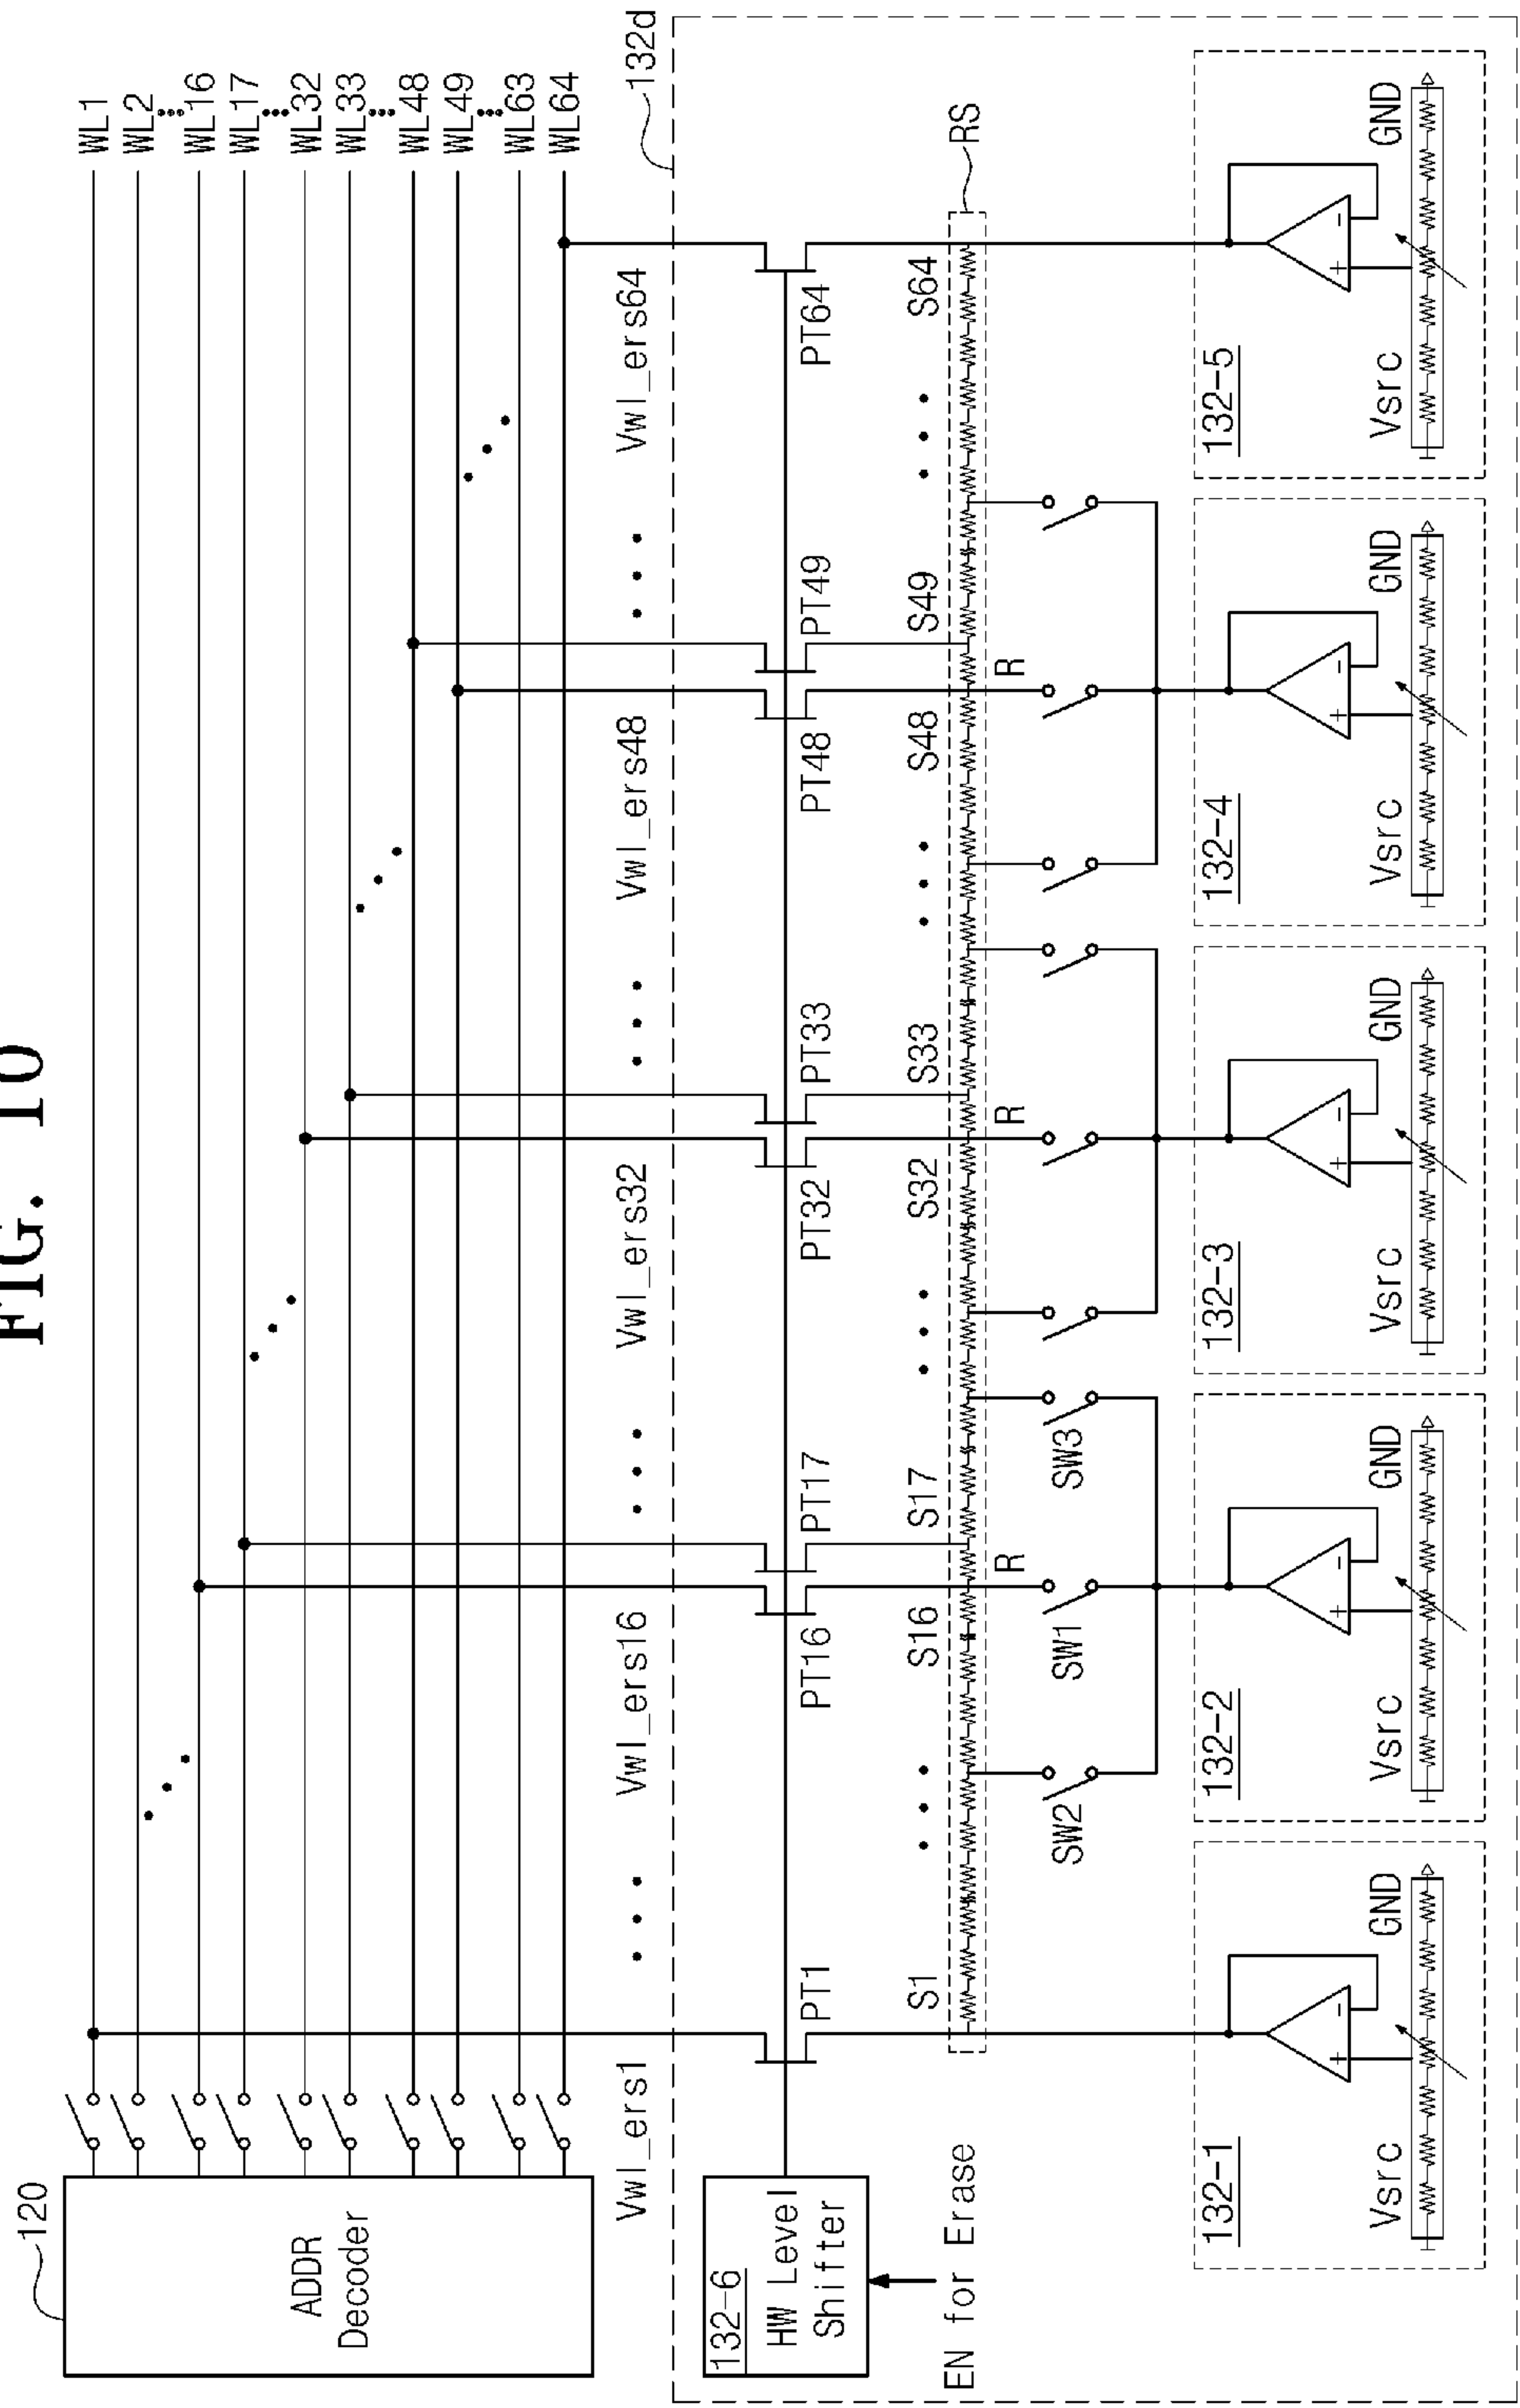 FIG. 10
120
ADDR
Decoder
WL1
WL2
WL16
WL17
WL32
WL33
WL48
WL49
WL63
WL64
132d
Vwl_ers1
Vwl_ers16
Vwl_ers32
Vwl_ers48
Vwl_ers64
132-6
HW Level
Shifter
EN for Erase
PT1
PT16
PT17
PT32
PT33
PT48
PT49
PT64
S1
S16
S17
S32
S33
S48
S49
S64
RS
R
R
R
SW2
SW1
SW3
132-1
Vsrc
GND
132-2
Vsrc
GND
132-3
Vsrc
GND
132-4
Vsrc
GND
132-5
Vsrc
GND